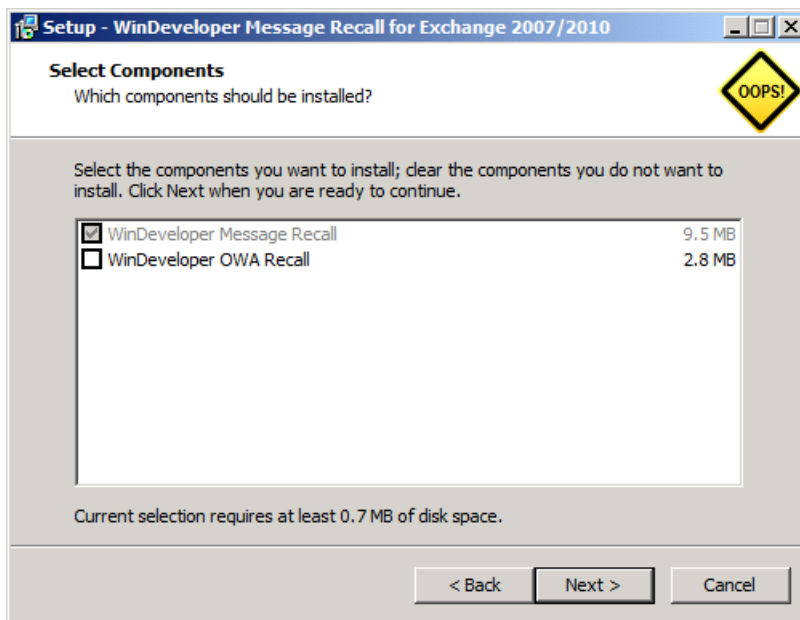 Setup - WinDeveloper Message Recall for Exchange 2007/2010
Select Components
Which components should be installed?
OOPS!
Select the components you want to install; clear the components you do not want to
install. Click Next when you are ready to continue.
WinDeveloper Message Recall 9.5 MB
WinDeveloper OWA Recall 2.8 MB
Current selection requires at least 0.7 MB of disk space.
< Back Next > Cancel